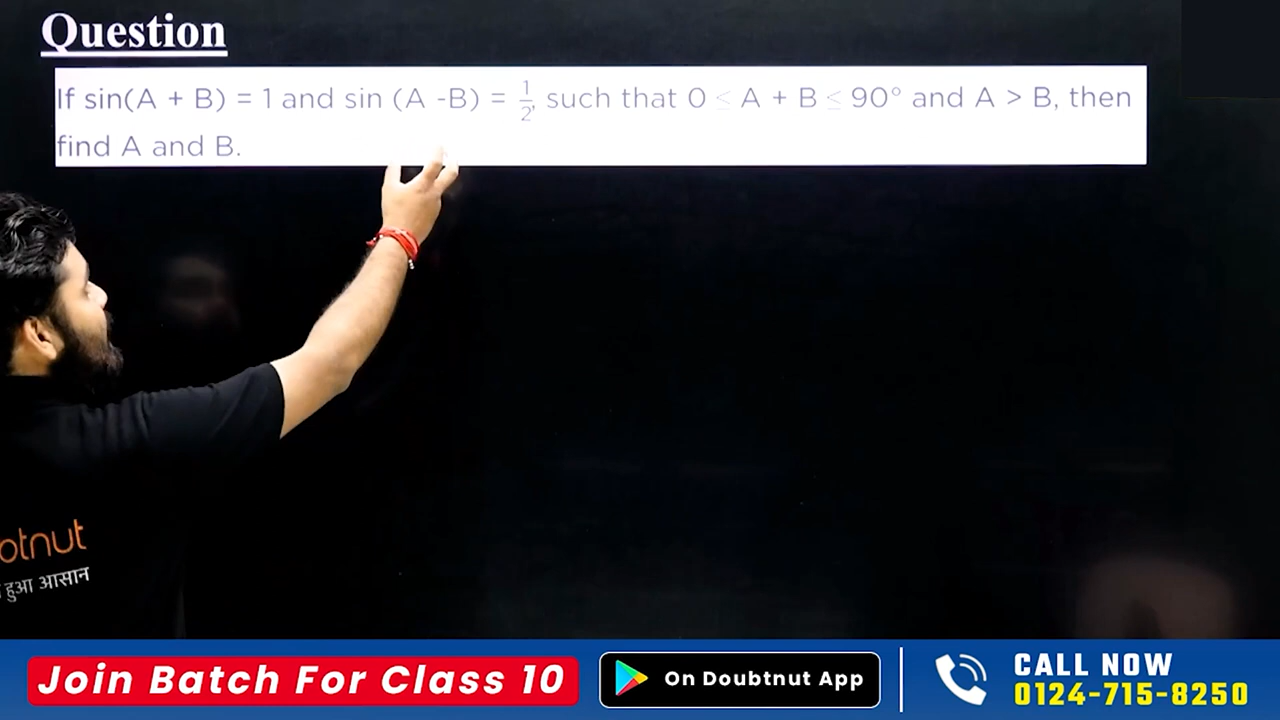 Question
If sin(A + B) = 1 and sin (A -B) = 1/2, such that 0 ≤ A + B ≤ 90° and A > B, then
find A and B.
otnut
हुआ आसान
Join Batch For Class 10
On Doubtnut App
CALL NOW
0124-715-8250